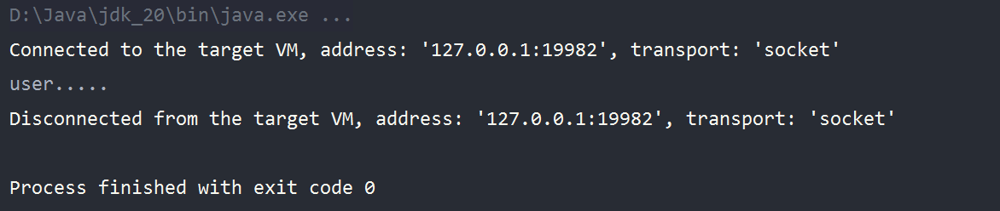 D:\Java\jdk_20\bin\java.exe ...
Connected to the target VM, address: '127.0.0.1:19982', transport: 'socket'
user.....
Disconnected from the target VM, address: '127.0.0.1:19982', transport: 'socket'
Process finished with exit code 0